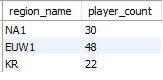 region_name player_count
NA1 30
EUW1 48
KR 22